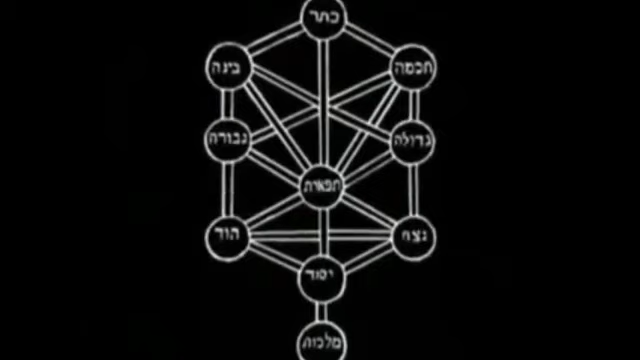 כתר
חכמה בינה
גדולה גבורה
תפארת
נצח הוד
יסוד
מלכות